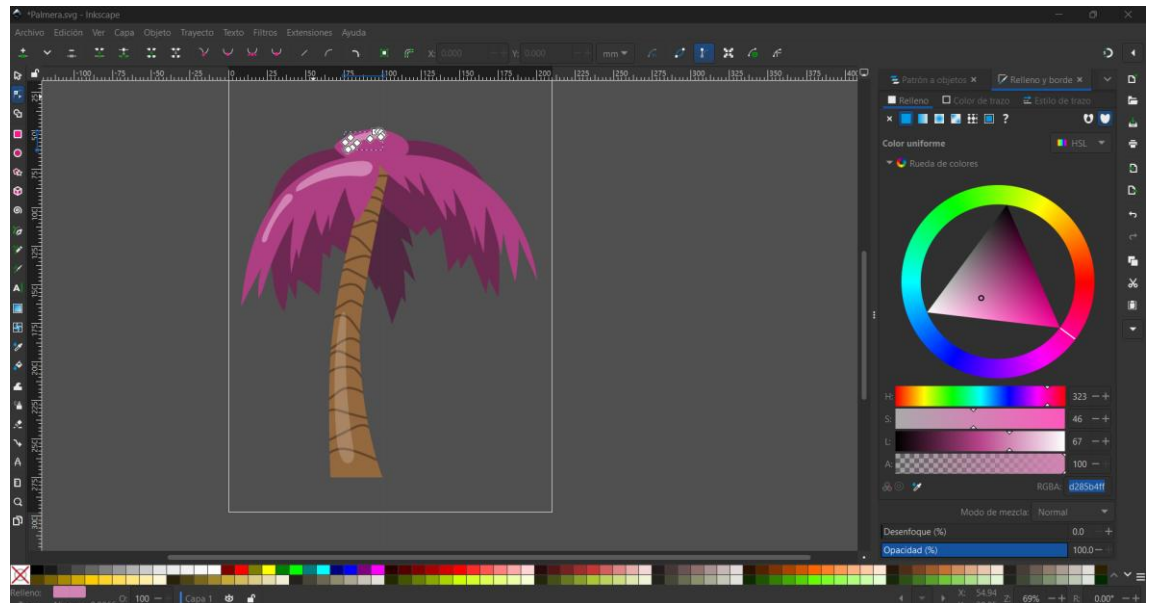 *Palmera.svg - Inkscape
Archivo Edición Ver Capa Objeto Trayecto Texto Filtros Extensiones Ayuda
X: 0.000 Y: 0.000 mm
Patrón a objetos Relleno y borde
Relleno Color de trazo Estilo de trazo
Color uniforme HSL
Rueda de colores
H: 323
S: 46
L: 67
A: 100
RGBA: d285b4ff
Modo de mezcla: Normal
Desenfoque (%) 0.0
Opacidad (%) 100.0
Relleno: O: 100 Capa 1 X: 54.94 Z: 69% R: 0.00°